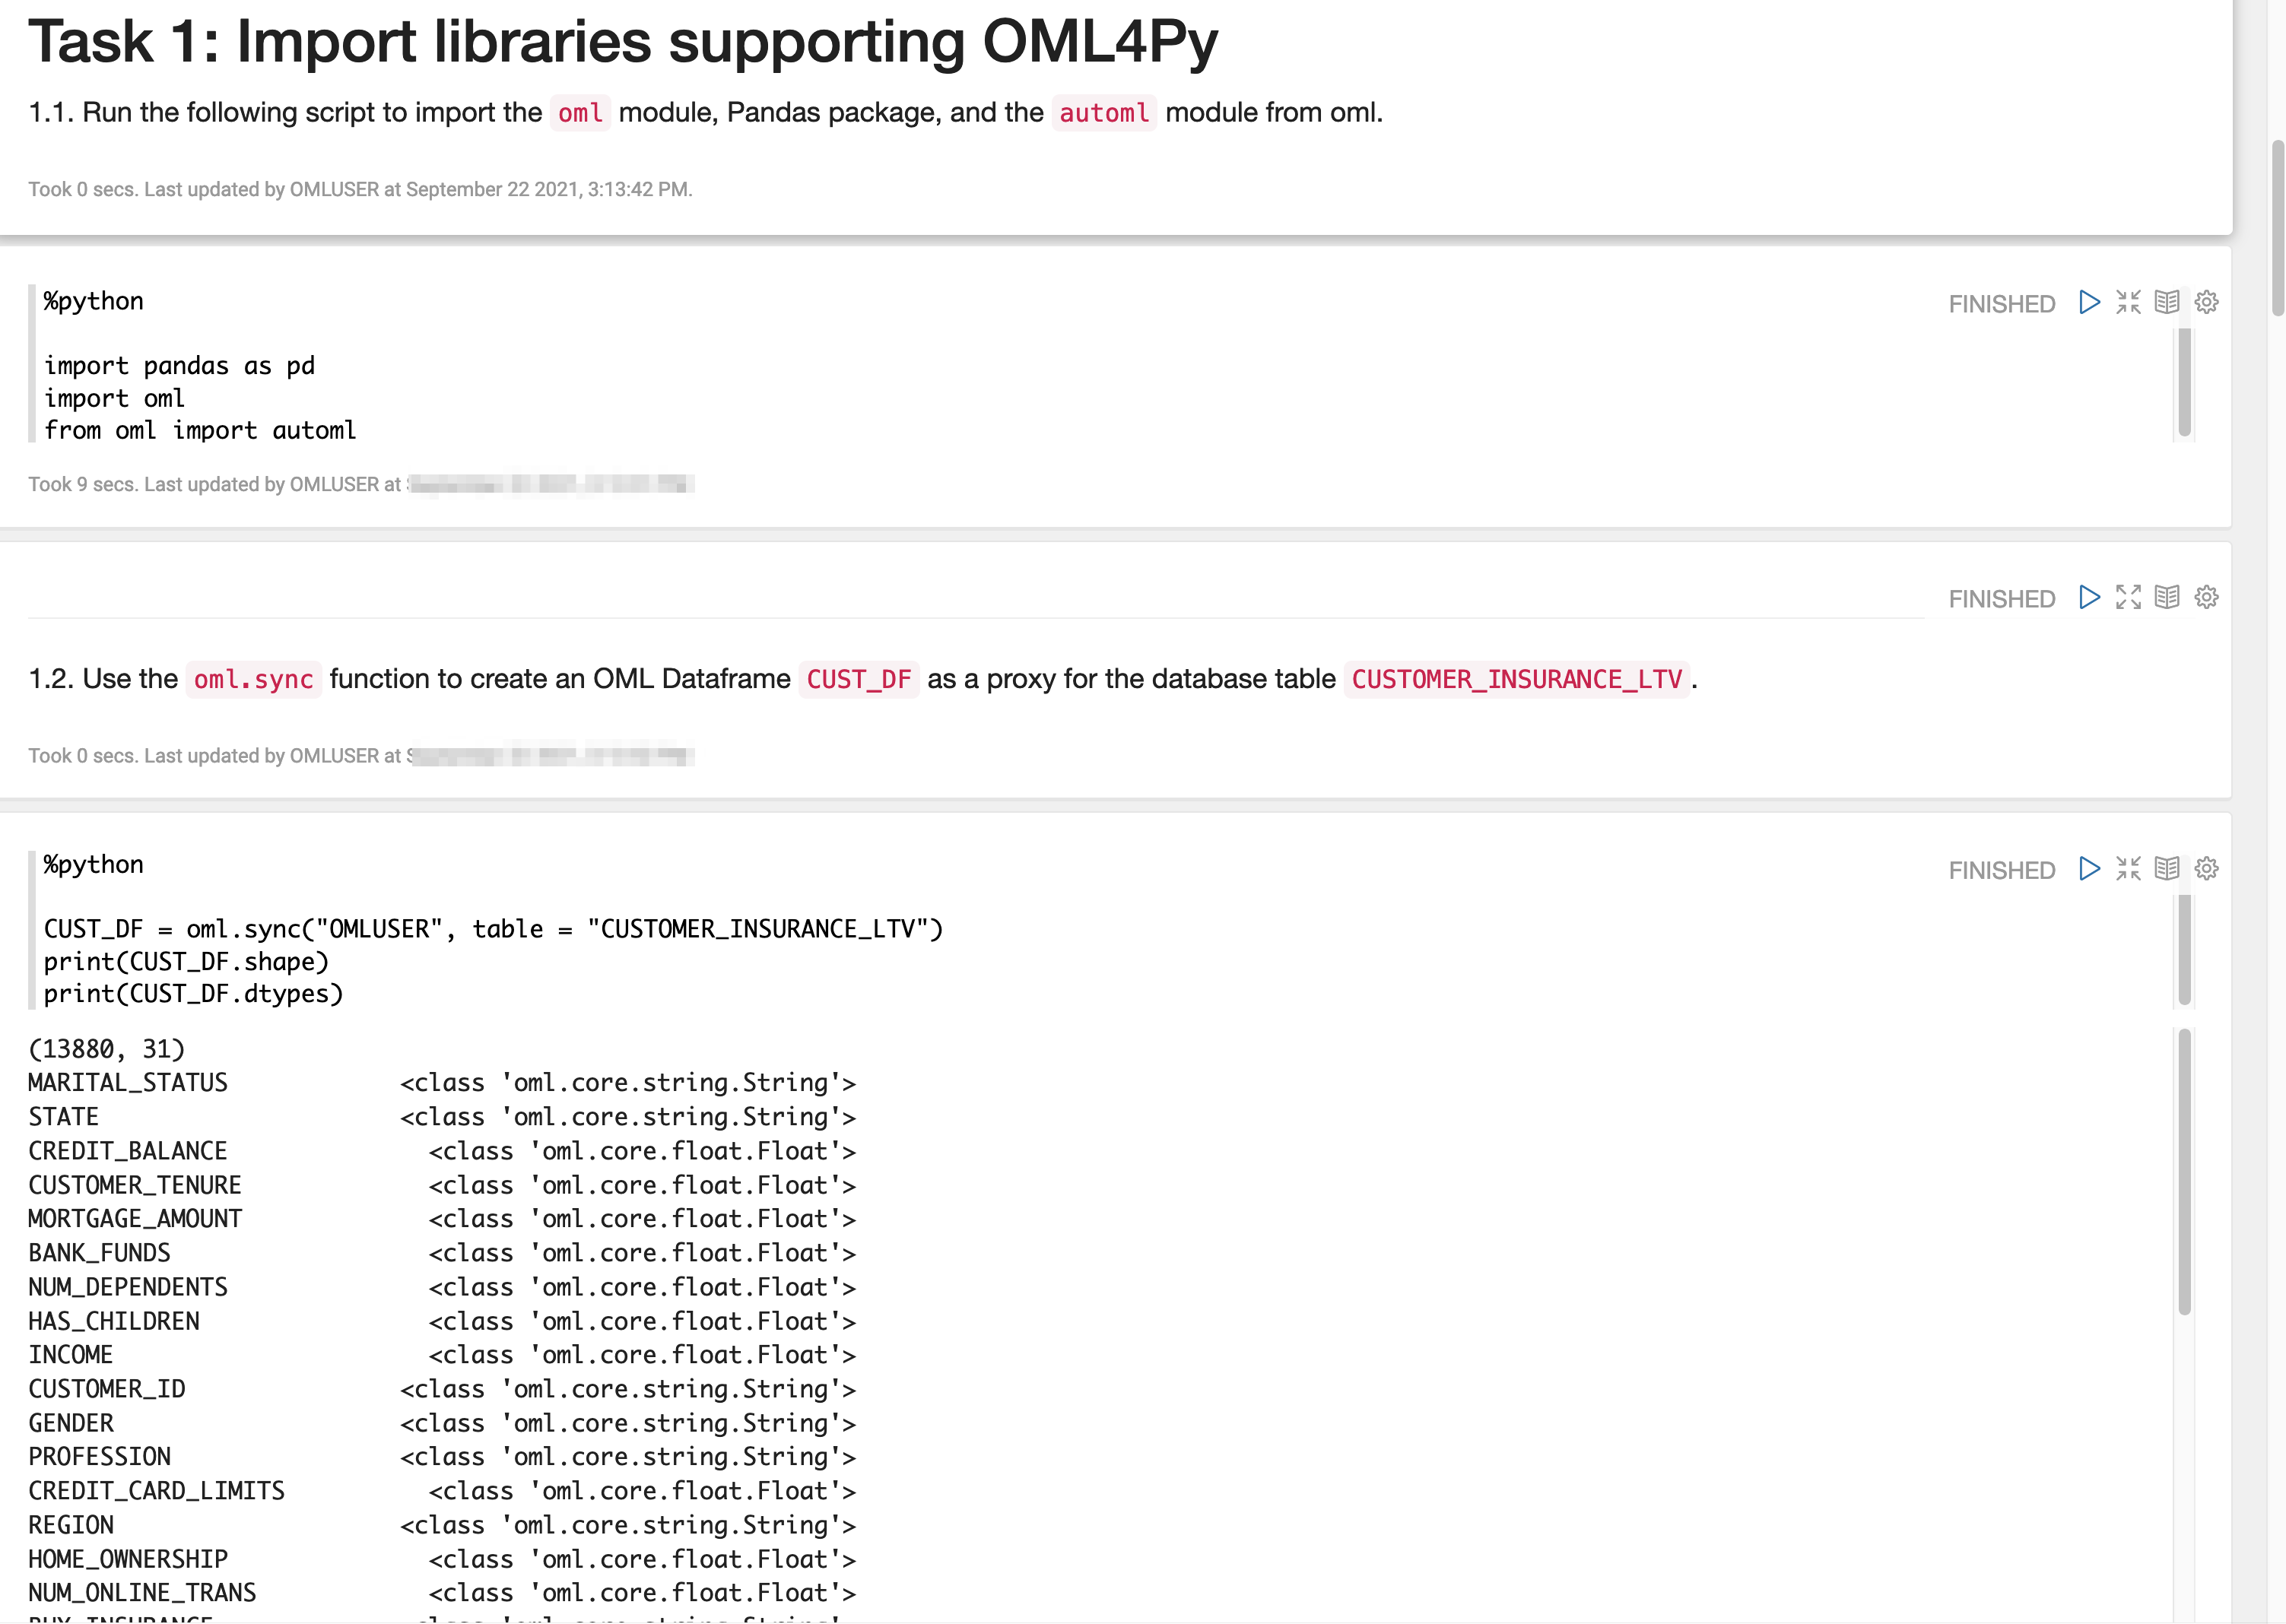 Task 1: Import libraries supporting OML4Py
1.1. Run the following script to import the oml module, Pandas package, and the automl module from oml.
Took 0 secs. Last updated by OMLUSER at September 22 2021, 3:13:42 PM.
%python
FINISHED
import pandas as pd
import oml
from oml import automl
Took 9 secs. Last updated by OMLUSER at
FINISHED
1.2. Use the oml.sync function to create an OML Dataframe CUST_DF as a proxy for the database table CUSTOMER_INSURANCE_LTV.
Took 0 secs. Last updated by OMLUSER at
%python
FINISHED
CUST_DF = oml.sync("OMLUSER", table = "CUSTOMER_INSURANCE_LTV")
print(CUST_DF.shape)
print(CUST_DF.dtypes)
(13880, 31)
MARITAL_STATUS <class 'oml.core.string.String'>
STATE <class 'oml.core.string.String'>
CREDIT_BALANCE <class 'oml.core.float.Float'>
CUSTOMER_TENURE <class 'oml.core.float.Float'>
MORTGAGE_AMOUNT <class 'oml.core.float.Float'>
BANK_FUNDS <class 'oml.core.float.Float'>
NUM_DEPENDENTS <class 'oml.core.float.Float'>
HAS_CHILDREN <class 'oml.core.float.Float'>
INCOME <class 'oml.core.float.Float'>
CUSTOMER_ID <class 'oml.core.string.String'>
GENDER <class 'oml.core.string.String'>
PROFESSION <class 'oml.core.string.String'>
CREDIT_CARD_LIMITS <class 'oml.core.float.Float'>
REGION <class 'oml.core.string.String'>
HOME_OWNERSHIP <class 'oml.core.float.Float'>
NUM_ONLINE_TRANS <class 'oml.core.float.Float'>